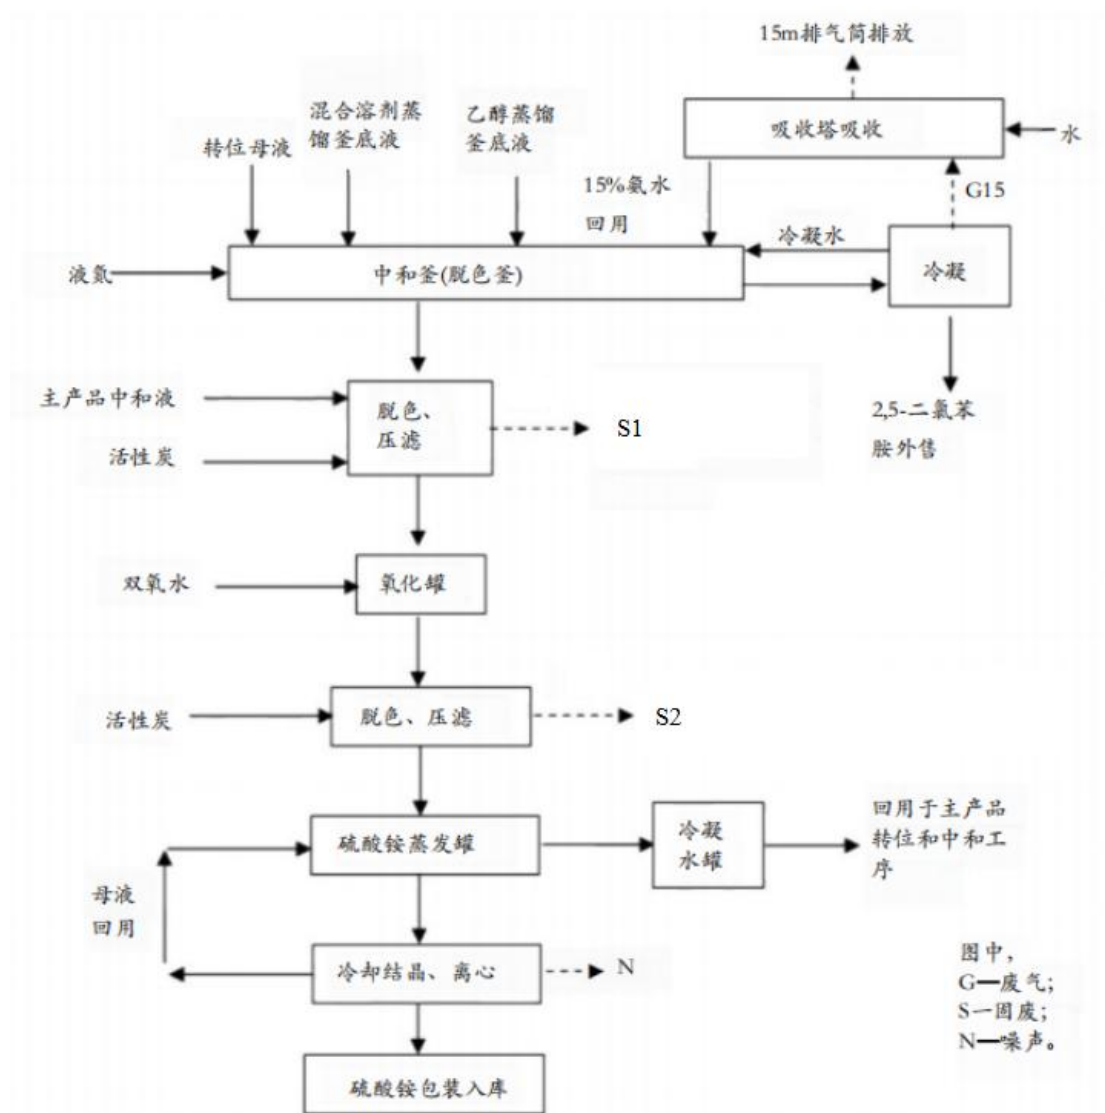 15m排气筒排放
吸收塔吸收
水
混合溶剂蒸
馏釜底液
乙醇蒸馏
釜底液
转位母液
15%氨水
回用
G15
冷凝水
冷凝
液氨
中和釜(脱色釜)
2,5-二氯苯
胺外售
主产品中和液
活性炭
脱色、
压滤
S1
双氧水
氧化罐
活性炭
脱色、压滤
S2
硫酸铵蒸发罐
冷凝
水罐
回用于主产品
转位和中和工
序
母液
回用
冷却结晶、离心
N
硫酸铵包装入库
图中，
G—废气;
S—固废;
N—噪声。